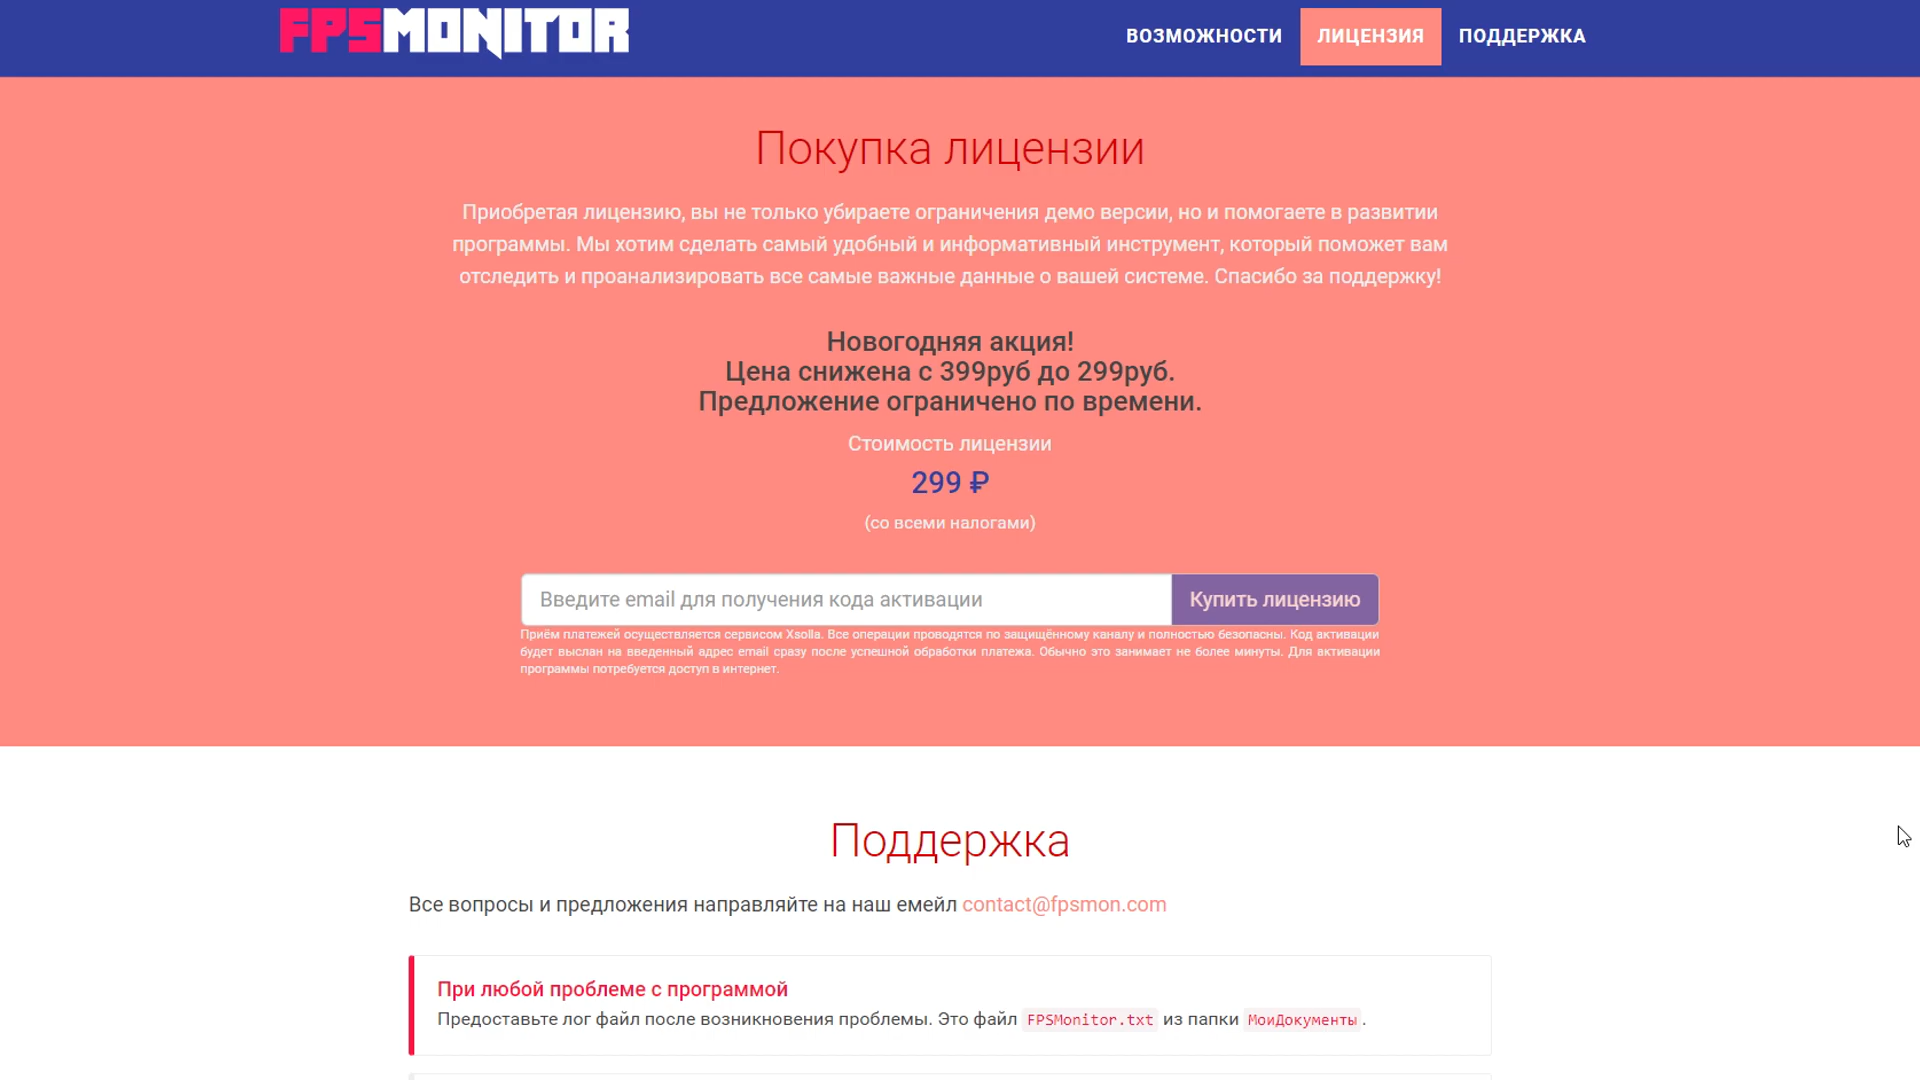 FPSMONITOR
ВОЗМОЖНОСТИ
ЛИЦЕНЗИЯ
ПОДДЕРЖКА
Покупка лицензии
Приобретая лицензию, вы не только убираете ограничения демо версии, но и помогаете в развитии
программы. Мы хотим сделать самый удобный и информативный инструмент, который поможет вам
отследить и проанализировать все самые важные данные о вашей системе. Спасибо за поддержку!
Новогодняя акция!
Цена снижена с 399руб до 299руб.
Предложение ограничено по времени.
Стоимость лицензии
299 ₽
(со всеми налогами)
Введите email для получения кода активации
Купить лицензию
Приём платежей осуществляется сервисом Xsolla. Все операции проводятся по защищённому каналу и полностью безопасны. Код активации
будет выслан на введенный адрес email сразу после успешной обработки платежа. Обычно это занимает не более минуты. Для активации
программы потребуется доступ в интернет.
Поддержка
Все вопросы и предложения направляйте на наш емейл contact@fpsmon.com
При любой проблеме с программой
Предоставьте лог файл после возникновения проблемы. Это файл FPSMonitor.txt из папки МоиДокументы.